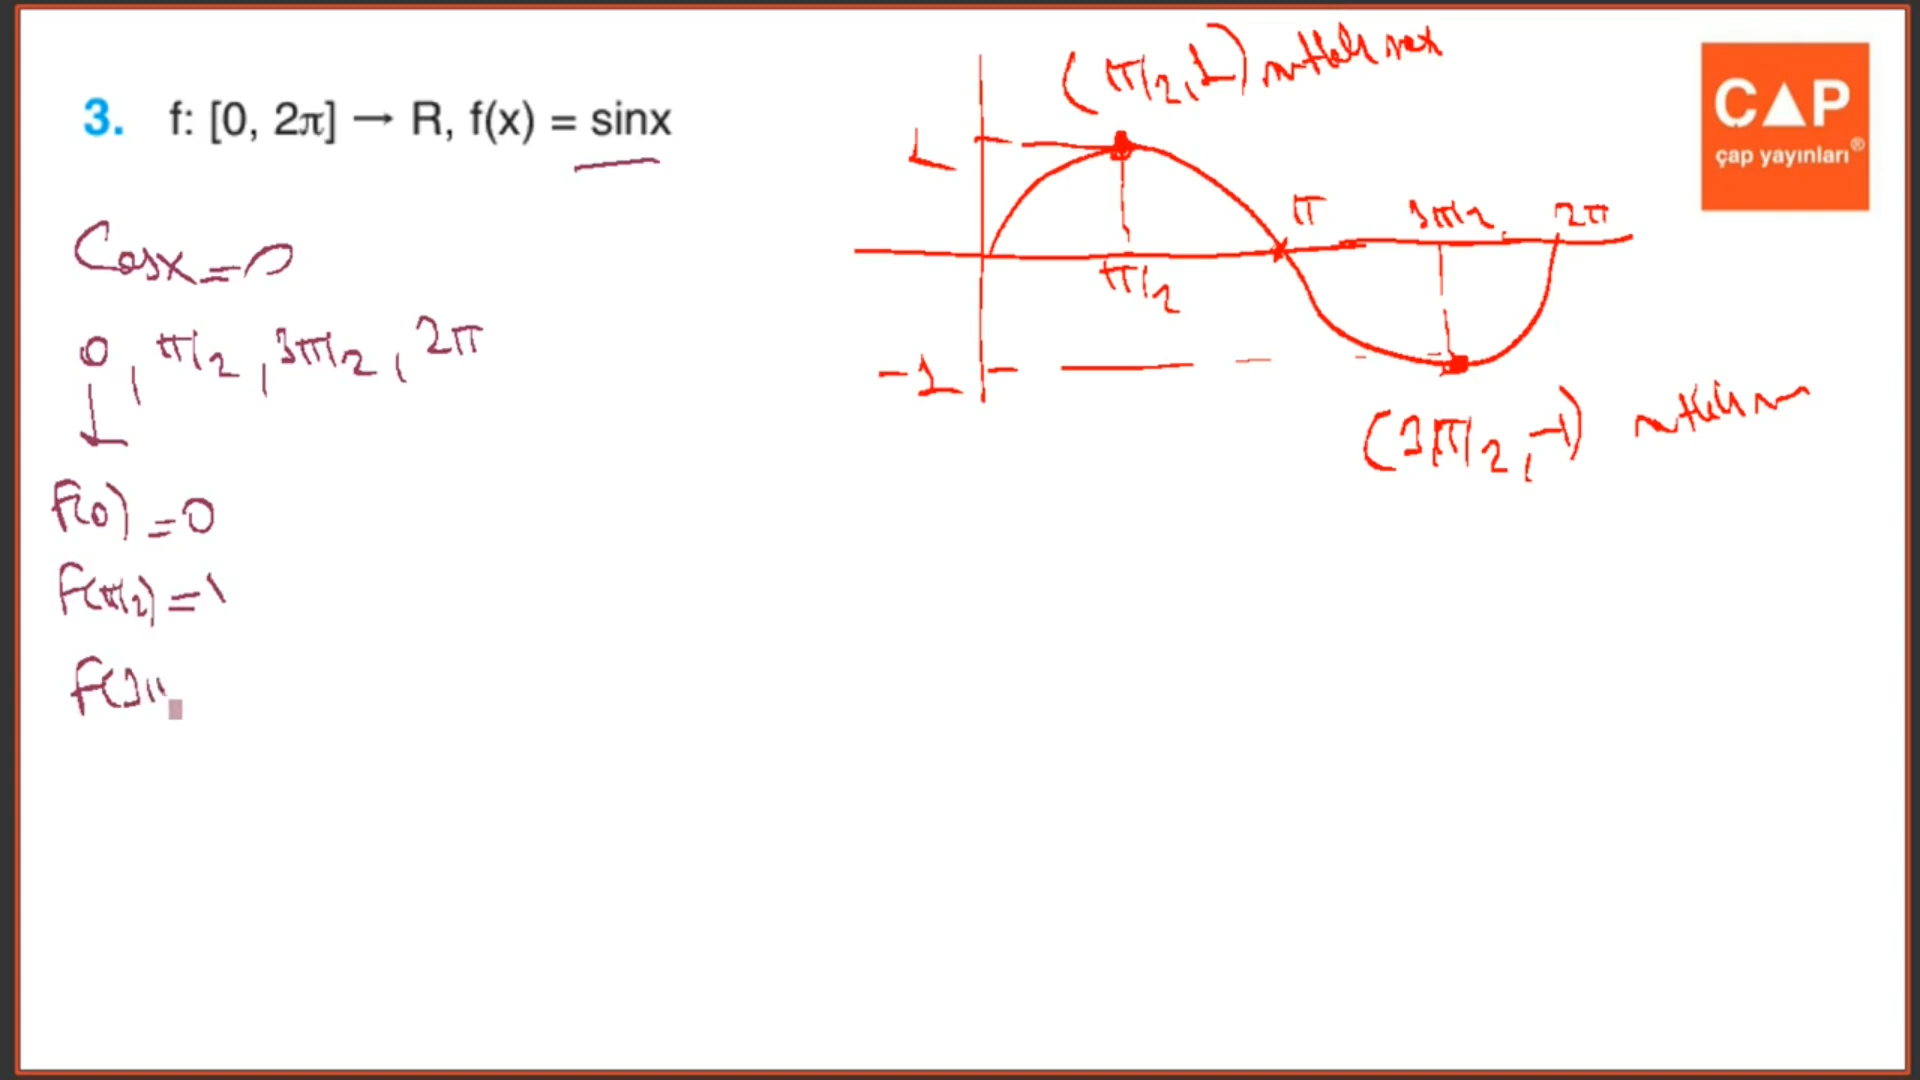 3. f: [0, 2π] → R, f(x) = sinx
CAP
çap yayınları®
(π/2, 1) mutlak max
1
π
3π/2
2π
π/2
-1
(3π/2, -1) mutlak
Cosx = 0
0, π/2, 3π/2, 2π
f(0) = 0
f(π/2) = 1
f(3π